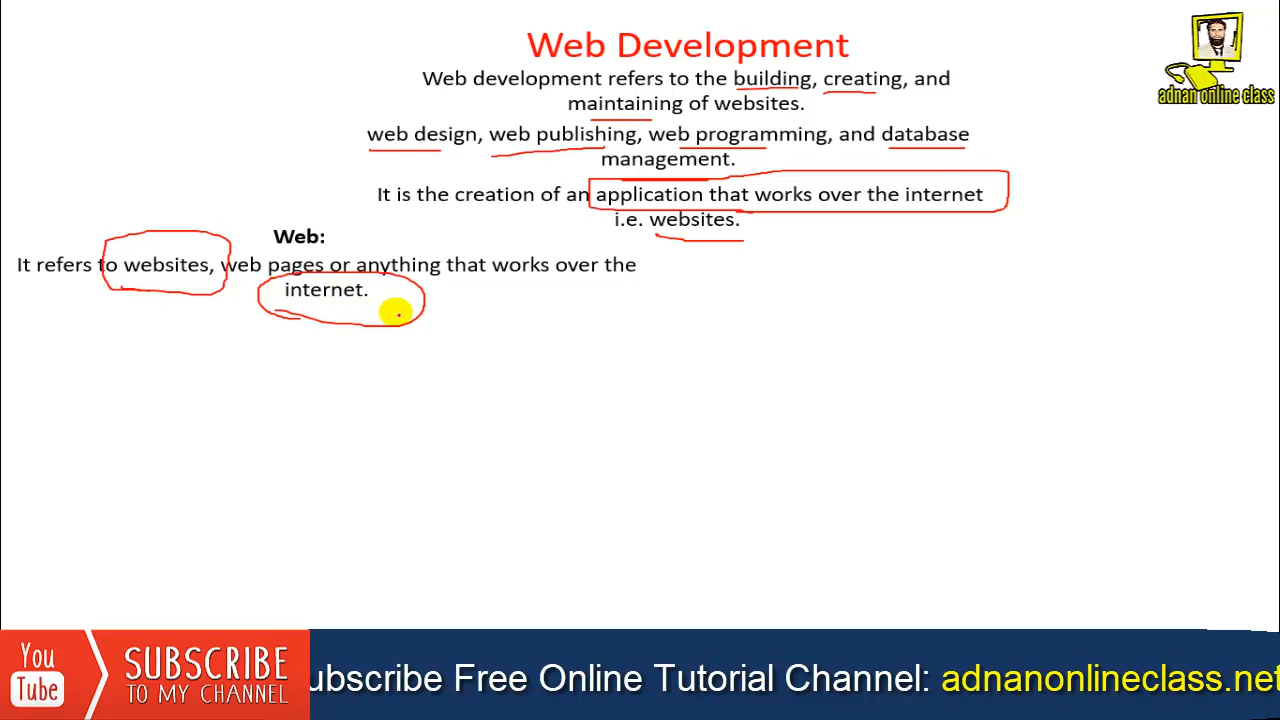 Web Development
Web development refers to the building, creating, and
maintaining of websites.
web design, web publishing, web programming, and database
management.
It is the creation of an application that works over the internet
i.e. websites.
Web:
It refers to websites, web pages or anything that works over the
internet.
adnan online class
You
Tube
SUBSCRIBE
TO MY CHANNEL
ubscribe Free Online Tutorial Channel: adnanonlineclass.net